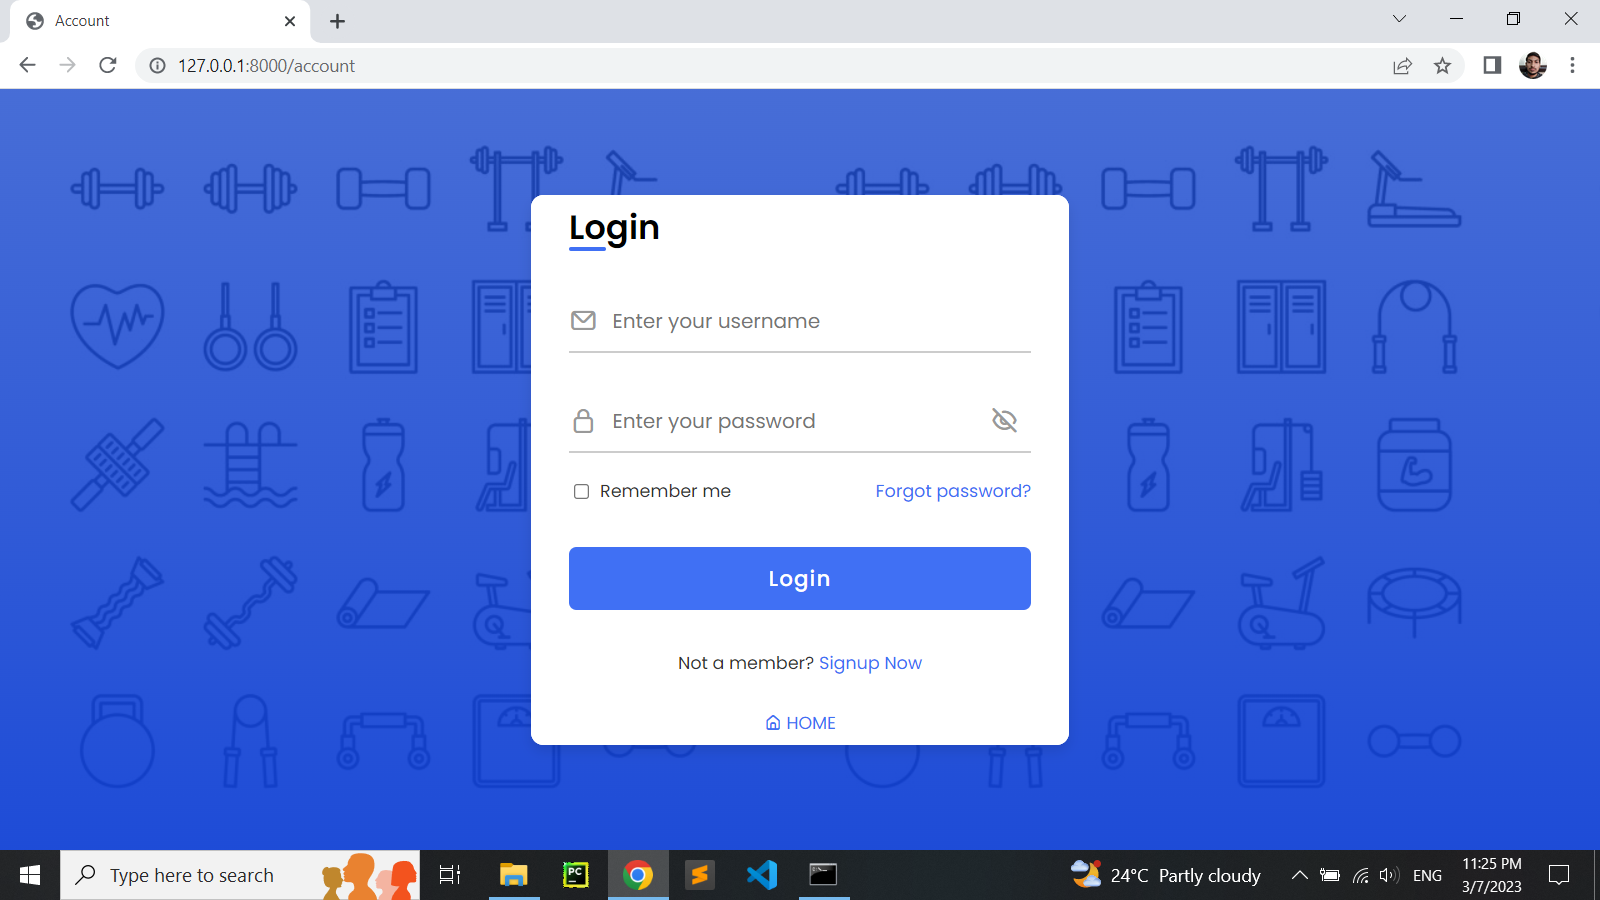 Account
127.0.0.1:8000/account
Login
Enter your username
Enter your password
Remember me
Forgot password?
Login
Not a member? Signup Now
HOME
Type here to search
PC
24°C Partly cloudy
ENG
11:25 PM
3/7/2023